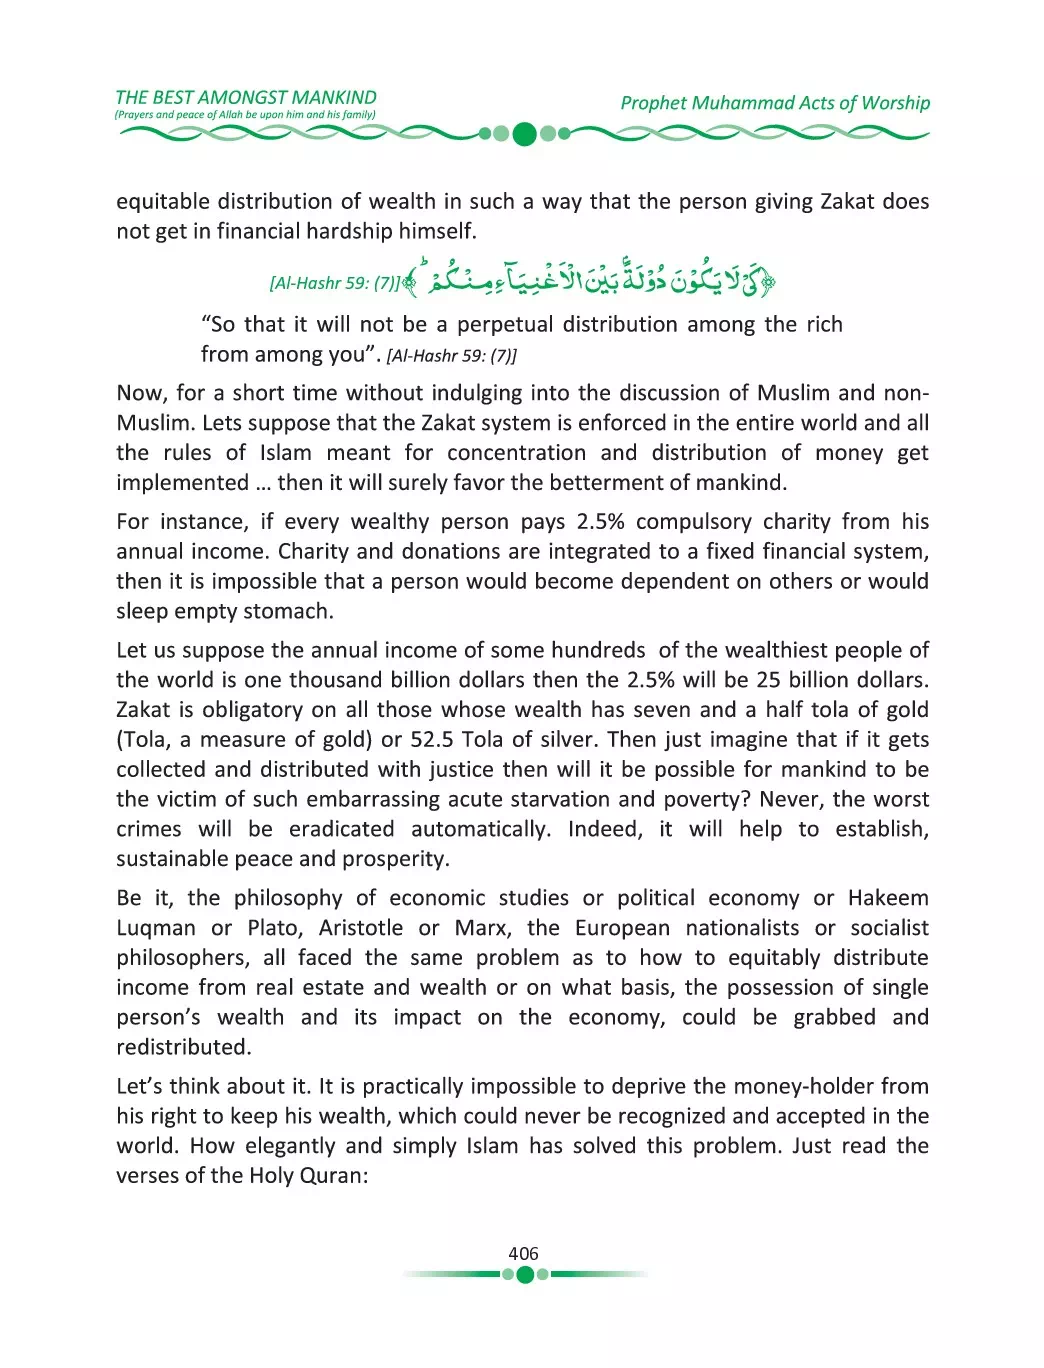 THE BEST AMONGST MANKIND
(Prayers and peace of Allah be upon him and his family)
Prophet Muhammad Acts of Worship
equitable distribution of wealth in such a way that the person giving Zakat does
not get in financial hardship himself.
﴿كَىْ لَا يَكُوْنَ دُوْلَةًۢ بَيْنَ الْاَغْنِيَآءِ مِنْكُمْ ؕ﴾ [Al-Hashr 59: (7)]
“So that it will not be a perpetual distribution among the rich
from among you”. [Al-Hashr 59: (7)]
Now, for a short time without indulging into the discussion of Muslim and non-
Muslim. Lets suppose that the Zakat system is enforced in the entire world and all
the rules of Islam meant for concentration and distribution of money get
implemented … then it will surely favor the betterment of mankind.
For instance, if every wealthy person pays 2.5% compulsory charity from his
annual income. Charity and donations are integrated to a fixed financial system,
then it is impossible that a person would become dependent on others or would
sleep empty stomach.
Let us suppose the annual income of some hundreds  of the wealthiest people of
the world is one thousand billion dollars then the 2.5% will be 25 billion dollars.
Zakat is obligatory on all those whose wealth has seven and a half tola of gold
(Tola, a measure of gold) or 52.5 Tola of silver. Then just imagine that if it gets
collected and distributed with justice then will it be possible for mankind to be
the victim of such embarrassing acute starvation and poverty? Never, the worst
crimes will be eradicated automatically. Indeed, it will help to establish,
sustainable peace and prosperity.
Be it, the philosophy of economic studies or political economy or Hakeem
Luqman or Plato, Aristotle or Marx, the European nationalists or socialist
philosophers, all faced the same problem as to how to equitably distribute
income from real estate and wealth or on what basis, the possession of single
person’s wealth and its impact on the economy, could be grabbed and
redistributed.
Let’s think about it. It is practically impossible to deprive the money-holder from
his right to keep his wealth, which could never be recognized and accepted in the
world. How elegantly and simply Islam has solved this problem. Just read the
verses of the Holy Quran:
406